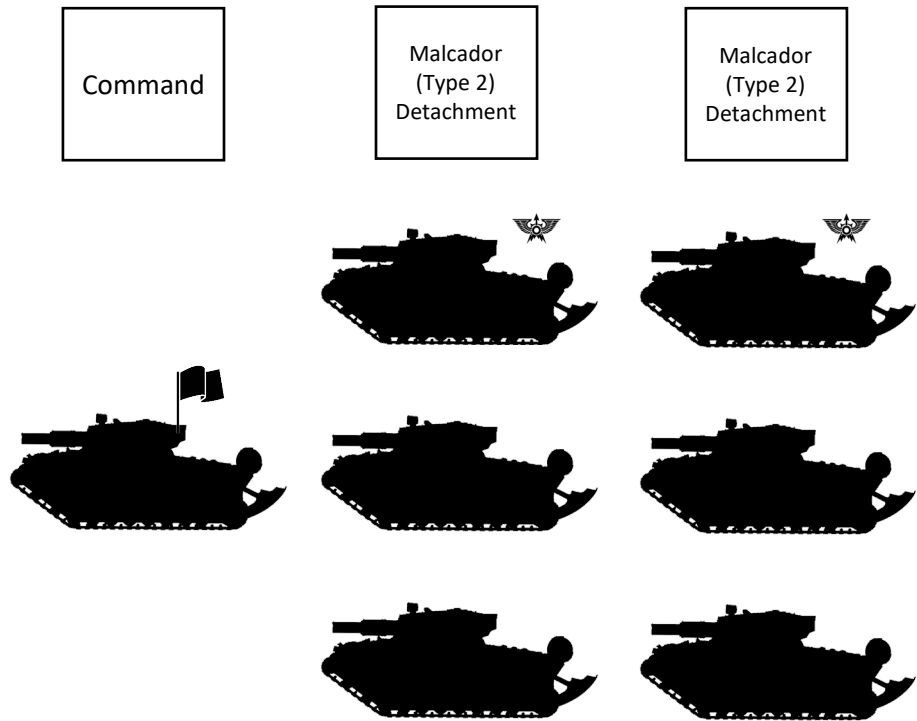 Command
Malcador
(Type 2)
Detachment
Malcador
(Type 2)
Detachment